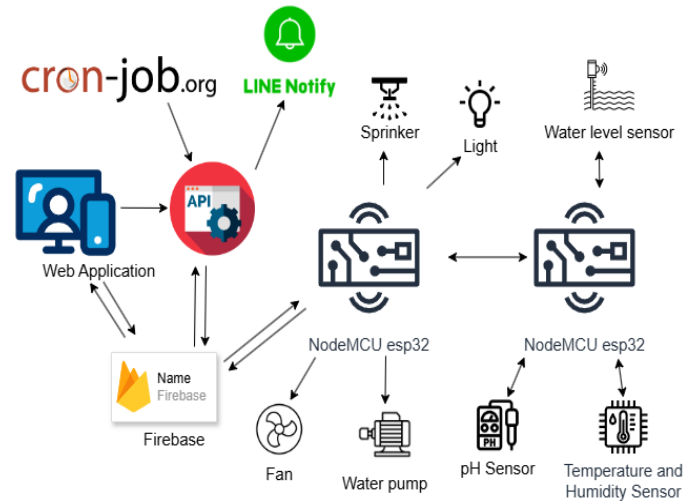 cron-job.org
LINE Notify
Sprinker
Light
Water level sensor
API
Web Application
NodeMCU esp32
NodeMCU esp32
Name
Firebase
Firebase
Fan
Water pump
PH
pH Sensor
Temperature and
Humidity Sensor